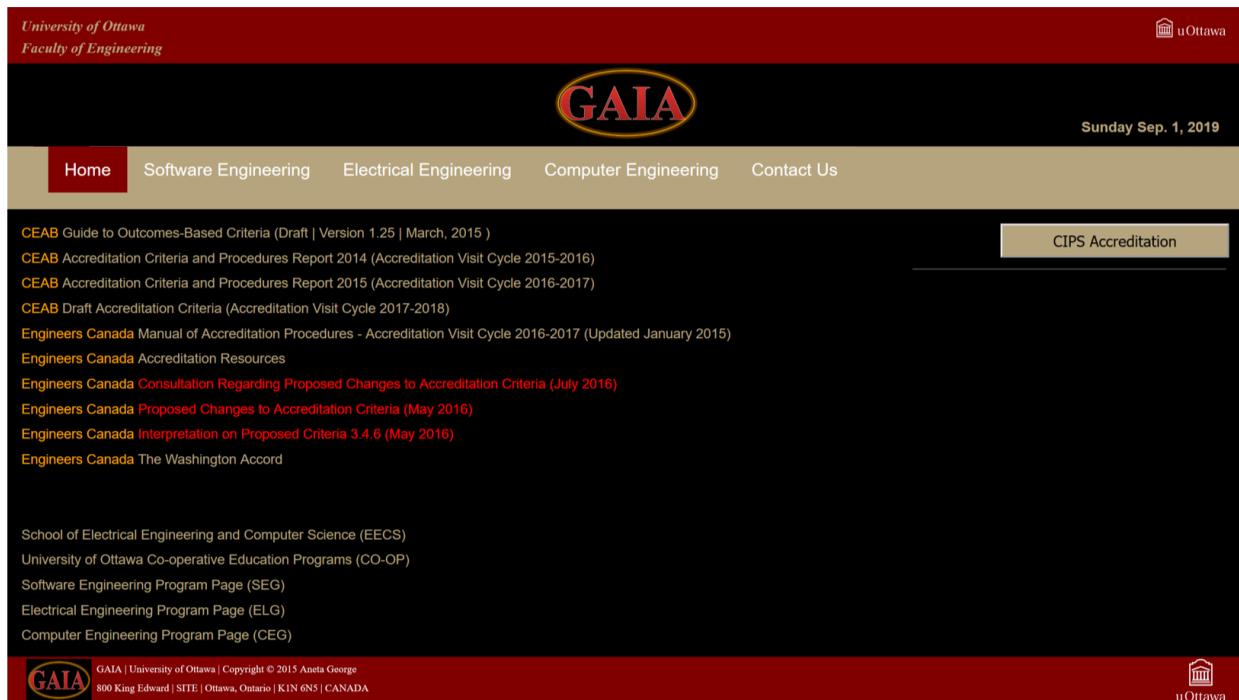 University of Ottawa
Faculty of Engineering
uOttawa
GAIA
Sunday Sep. 1, 2019
Home Software Engineering Electrical Engineering Computer Engineering Contact Us
CEAB Guide to Outcomes-Based Criteria (Draft | Version 1.25 | March, 2015 )
CIPS Accreditation
CEAB Accreditation Criteria and Procedures Report 2014 (Accreditation Visit Cycle 2015-2016)
CEAB Accreditation Criteria and Procedures Report 2015 (Accreditation Visit Cycle 2016-2017)
CEAB Draft Accreditation Criteria (Accreditation Visit Cycle 2017-2018)
Engineers Canada Manual of Accreditation Procedures - Accreditation Visit Cycle 2016-2017 (Updated January 2015)
Engineers Canada Accreditation Resources
Engineers Canada Consultation Regarding Proposed Changes to Accreditation Criteria (July 2016)
Engineers Canada Proposed Changes to Accreditation Criteria (May 2016)
Engineers Canada Interpretation on Proposed Criteria 3.4.6 (May 2016)
Engineers Canada The Washington Accord
School of Electrical Engineering and Computer Science (EECS)
University of Ottawa Co-operative Education Programs (CO-OP)
Software Engineering Program Page (SEG)
Electrical Engineering Program Page (ELG)
Computer Engineering Program Page (CEG)
GAIA
GAIA | University of Ottawa | Copyright © 2015 Aneta George
800 King Edward | SITE | Ottawa, Ontario | K1N 6N5 | CANADA
uOttawa